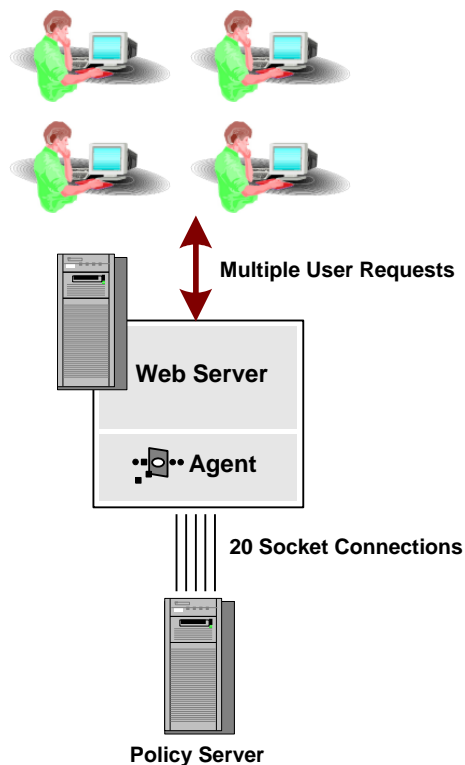 Multiple User Requests
Web Server
Agent
20 Socket Connections
Policy Server